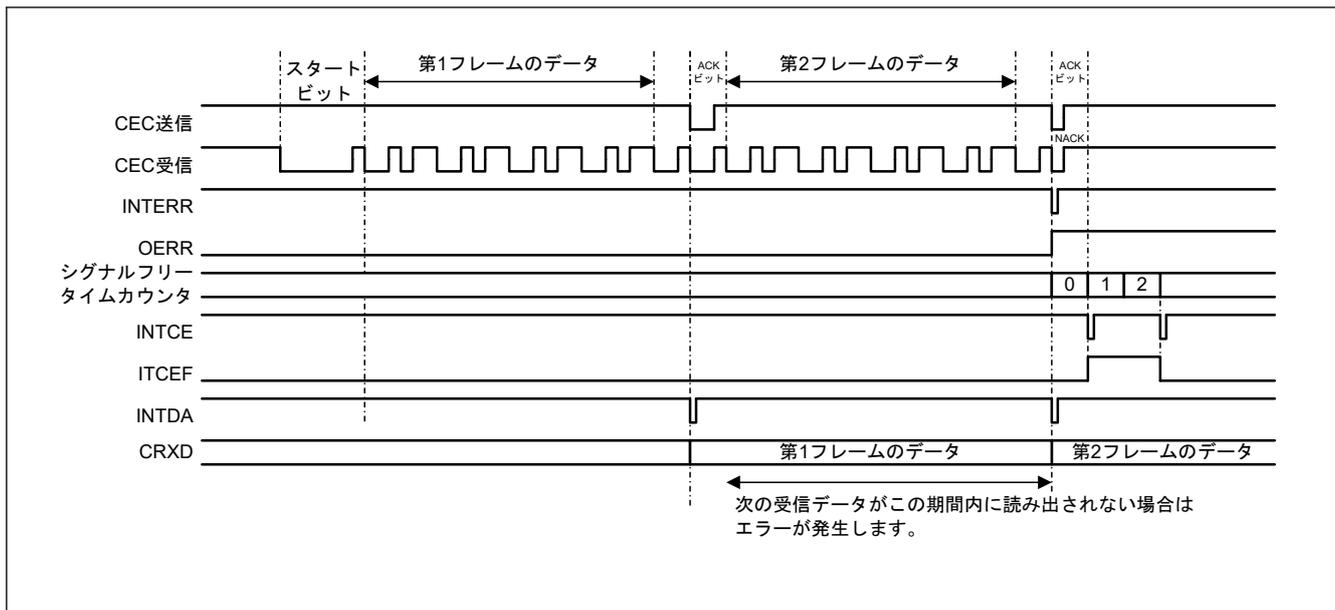 スタート
ビット
第1フレームのデータ
ACK
ビット
第2フレームのデータ
ACK
ビット
CEC送信
NACK
CEC受信
INTERR
OERR
シグナルフリー
タイムカウンタ
0 1 2
INTCE
ITCEF
INTDA
CRXD
第1フレームのデータ
第2フレームのデータ
次の受信データがこの期間内に読み出されない場合は
エラーが発生します。